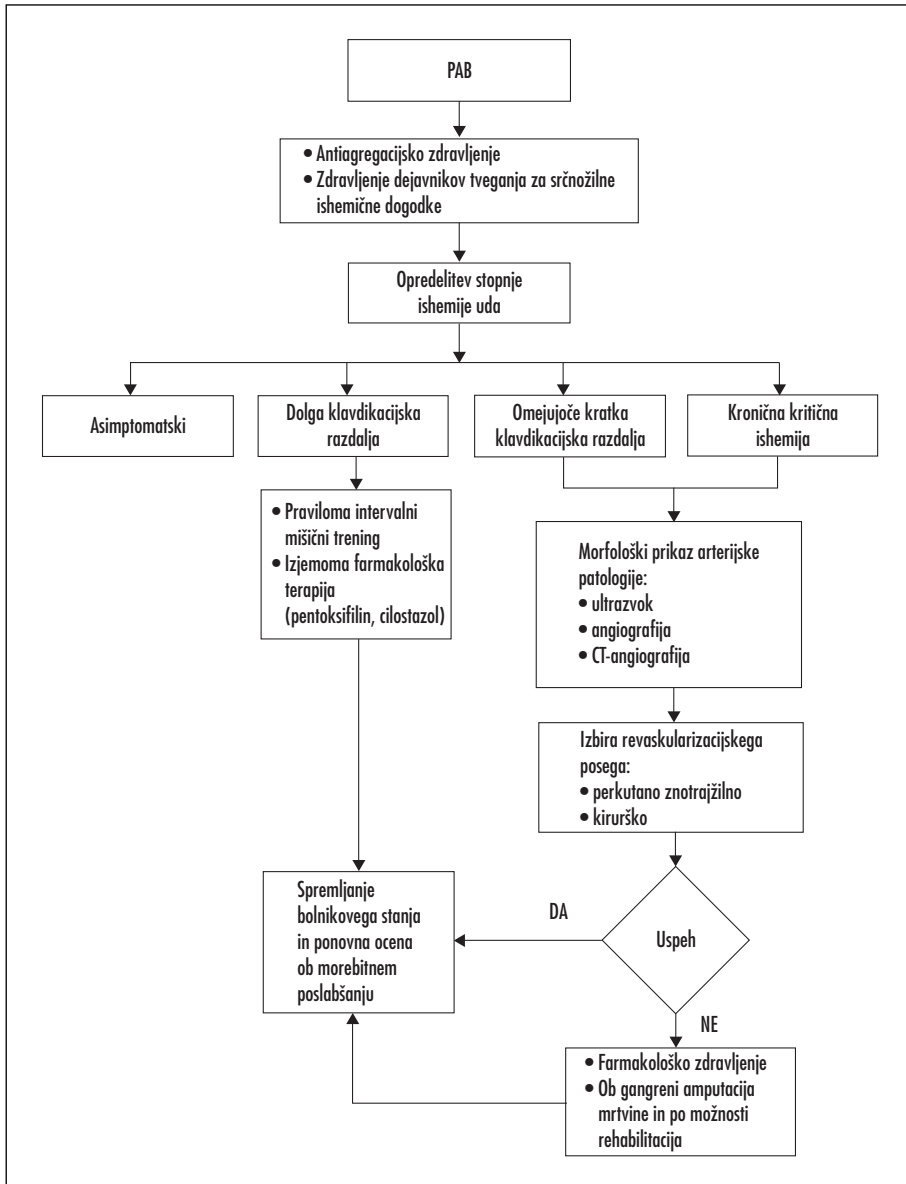 PAB
• Antiagregacijsko zdravljenje
• Zdravljenje dejavnikov tveganja za srčnožilne
ishemične dogodke
Opredelitev stopnje
ishemije uda
Asimptomatski
Dolga klavdikacijska
razdalja
Omejujoče kratka
klavdikacijska razdalja
Kronična kritična
ishemija
• Praviloma intervalni
mišični trening
• Izjemoma farmakološka
terapija
(pentoksifilin, cilostazol)
Morfološki prikaz arterijske
patologije:
• ultrazvok
• angiografija
• CT-angiografija
Izbira revaskularizacijskega
posega:
• perkutano znotrajžilno
• kirurško
Spremljanje
bolnikovega stanja
in ponovna ocena
ob morebitnem
poslabšanju
DA
Uspeh
NE
• Farmakološko zdravljenje
• Ob gangreni amputacija
mrtvine in po možnosti
rehabilitacija